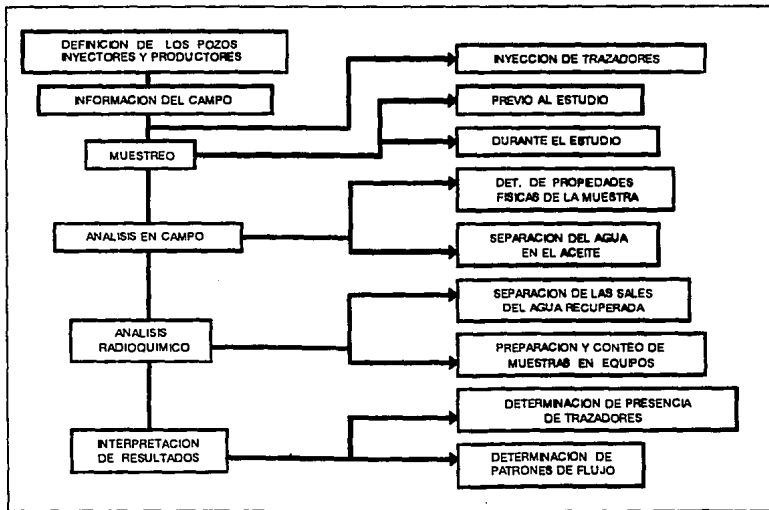 DEFINICION DE LOS POZOS
INYECTORES Y PRODUCTORES
INFORMACION DEL CAMPO
MUESTREO
ANALISIS EN CAMPO
ANALISIS
RADIOQUIMICO
INTERPRETACION
DE RESULTADOS
INYECCION DE TRAZADORES
PREVIO AL ESTUDIO
DURANTE EL ESTUDIO
DET. DE PROPIEDADES
FISICAS DE LA MUESTRA
SEPARACION DEL AGUA
EN EL ACEITE
SEPARACION DE LAS SALES
DEL AGUA RECUPERADA
PREPARACION Y CONTEO DE
MUESTRAS EN EQUIPOS
DETERMINACION DE PRESENCIA
DE TRAZADORES
DETERMINACION DE
PATRONES DE FLUJO